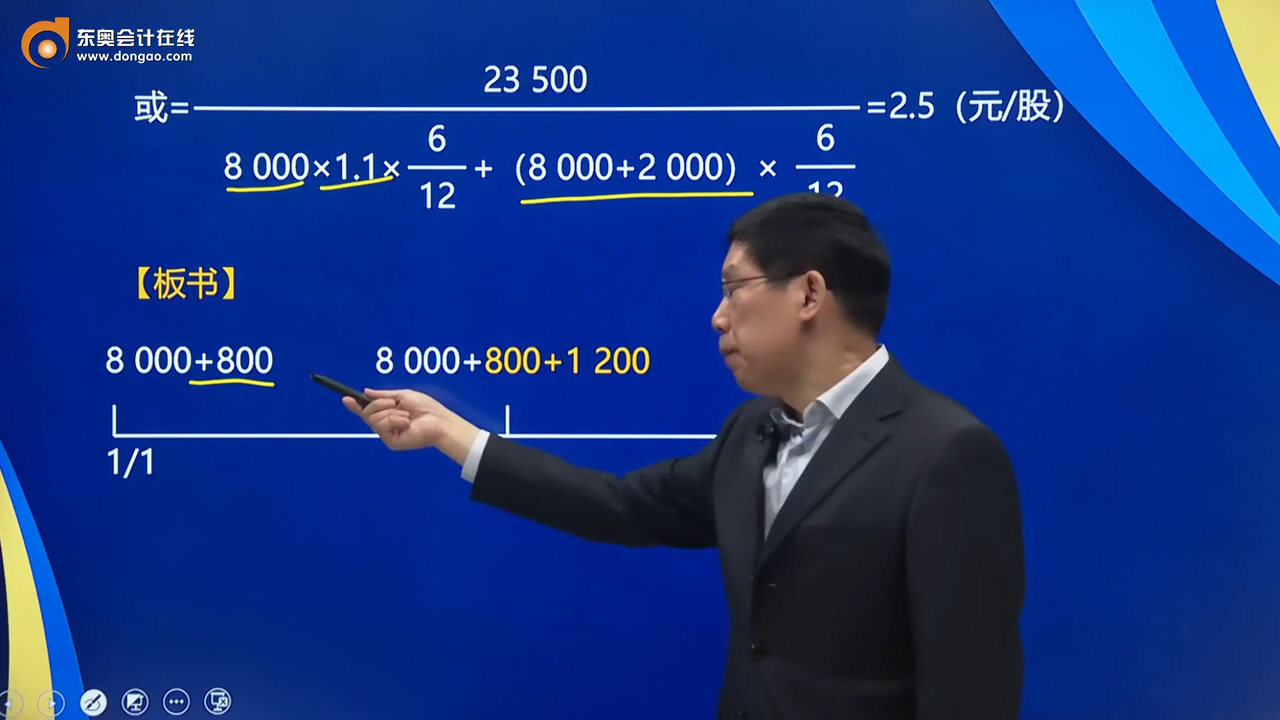 东奥会计在线
www.dongao.com
23 500
或=
=2.5（元/股）
8 000×1.1×
6
12
+（8 000+2 000）×
6
12
【板书】
8 000+800
8 000+800+1 200
1/1